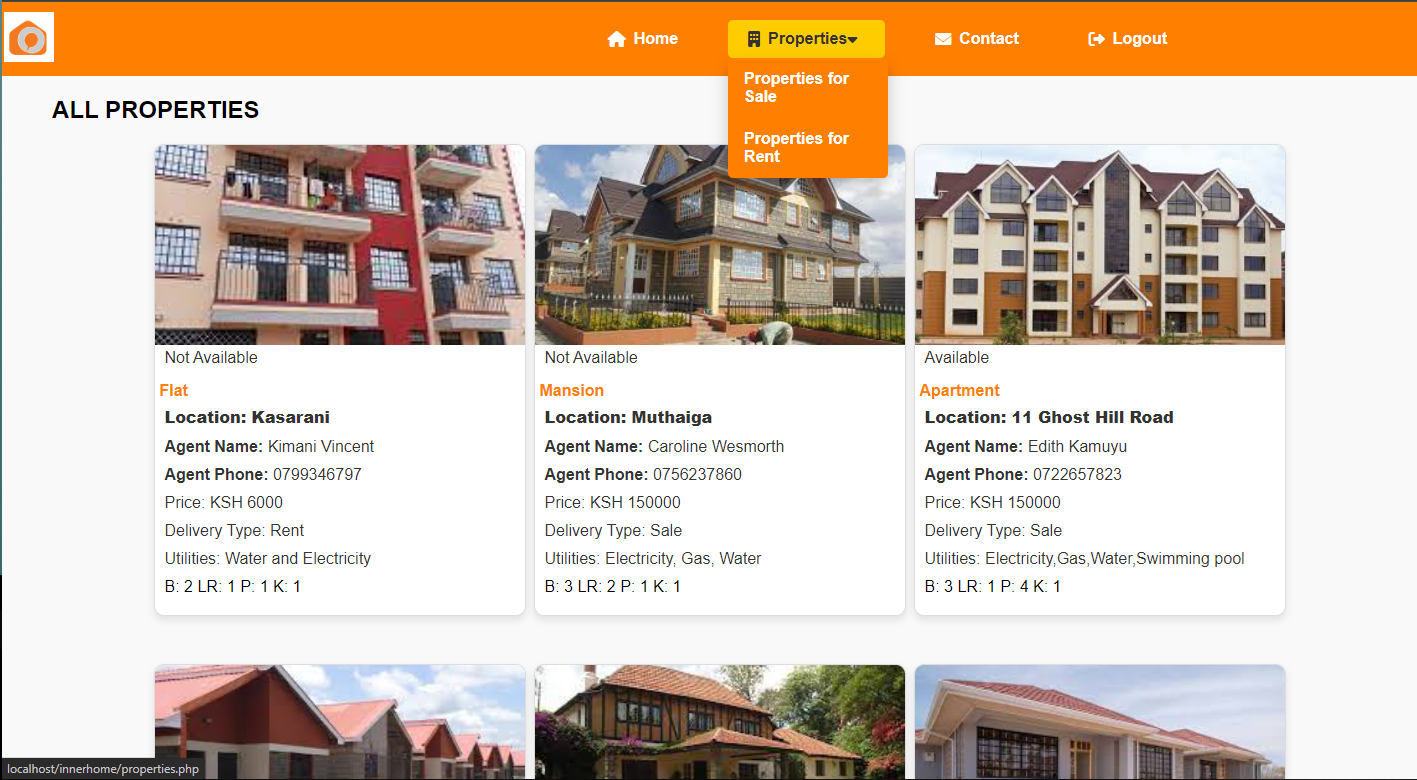 Home
Properties
Contact
Logout
Properties for
Sale
Properties for
Rent
ALL PROPERTIES
Not Available
Flat
Location: Kasarani
Agent Name: Kimani Vincent
Agent Phone: 0799346797
Price: KSH 6000
Delivery Type: Rent
Utilities: Water and Electricity
B: 2 LR: 1 P: 1 K: 1
Not Available
Mansion
Location: Muthaiga
Agent Name: Caroline Wesmorth
Agent Phone: 0756237860
Price: KSH 150000
Delivery Type: Sale
Utilities: Electricity, Gas, Water
B: 3 LR: 2 P: 1 K: 1
Available
Apartment
Location: 11 Ghost Hill Road
Agent Name: Edith Kamuyu
Agent Phone: 0722657823
Price: KSH 150000
Delivery Type: Sale
Utilities: Electricity,Gas,Water,Swimming pool
B: 3 LR: 1 P: 4 K: 1
localhost/innerhome/properties.php